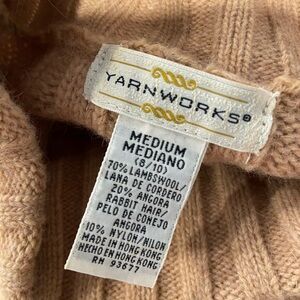 YARNWORKS®
MEDIUM
MEDIANO
(8/10)
70% LAMBSWOOL/
LANA DE CORDERO
20% ANGORA
RABBIT HAIR/
PELO DE CONEJO
ANGORA
10% NYLON/NILON
MADE IN HONG KONG/
HECHO EN HONG KONG
RN 93677